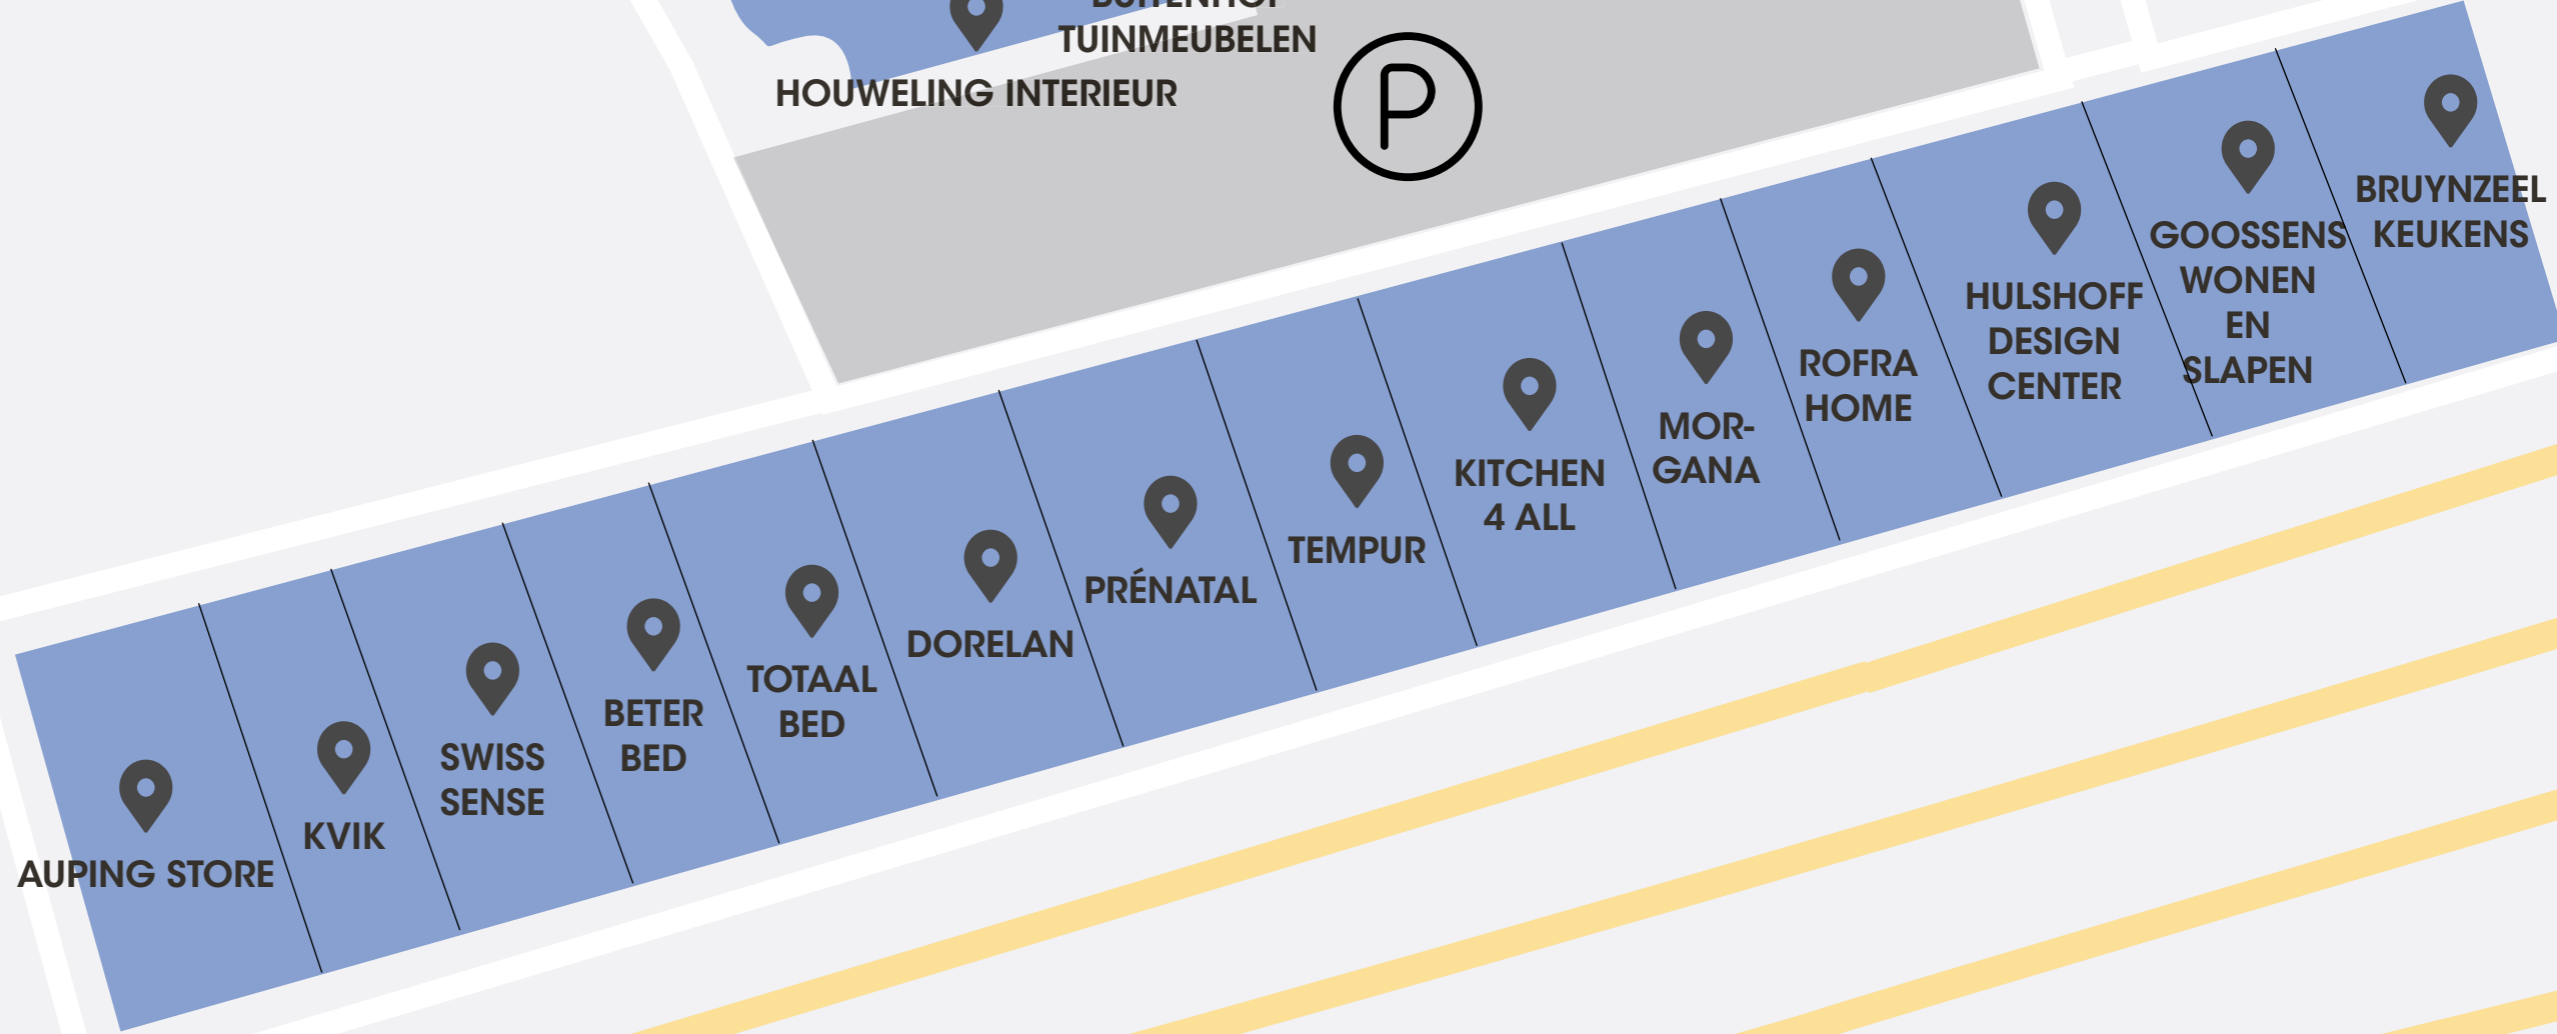 BUITENHOF
TUINMEUBELEN
HOUWELING INTERIEUR
P
BRUYNZEEL
KEUKENS
GOOSSENS
WONEN
EN
SLAPEN
HULSHOFF
DESIGN
CENTER
ROFRA
HOME
MOR-
GANA
KITCHEN
4 ALL
TEMPUR
PRÉNATAL
DORELAN
TOTAAL
BED
BETER
BED
SWISS
SENSE
KVIK
AUPING STORE